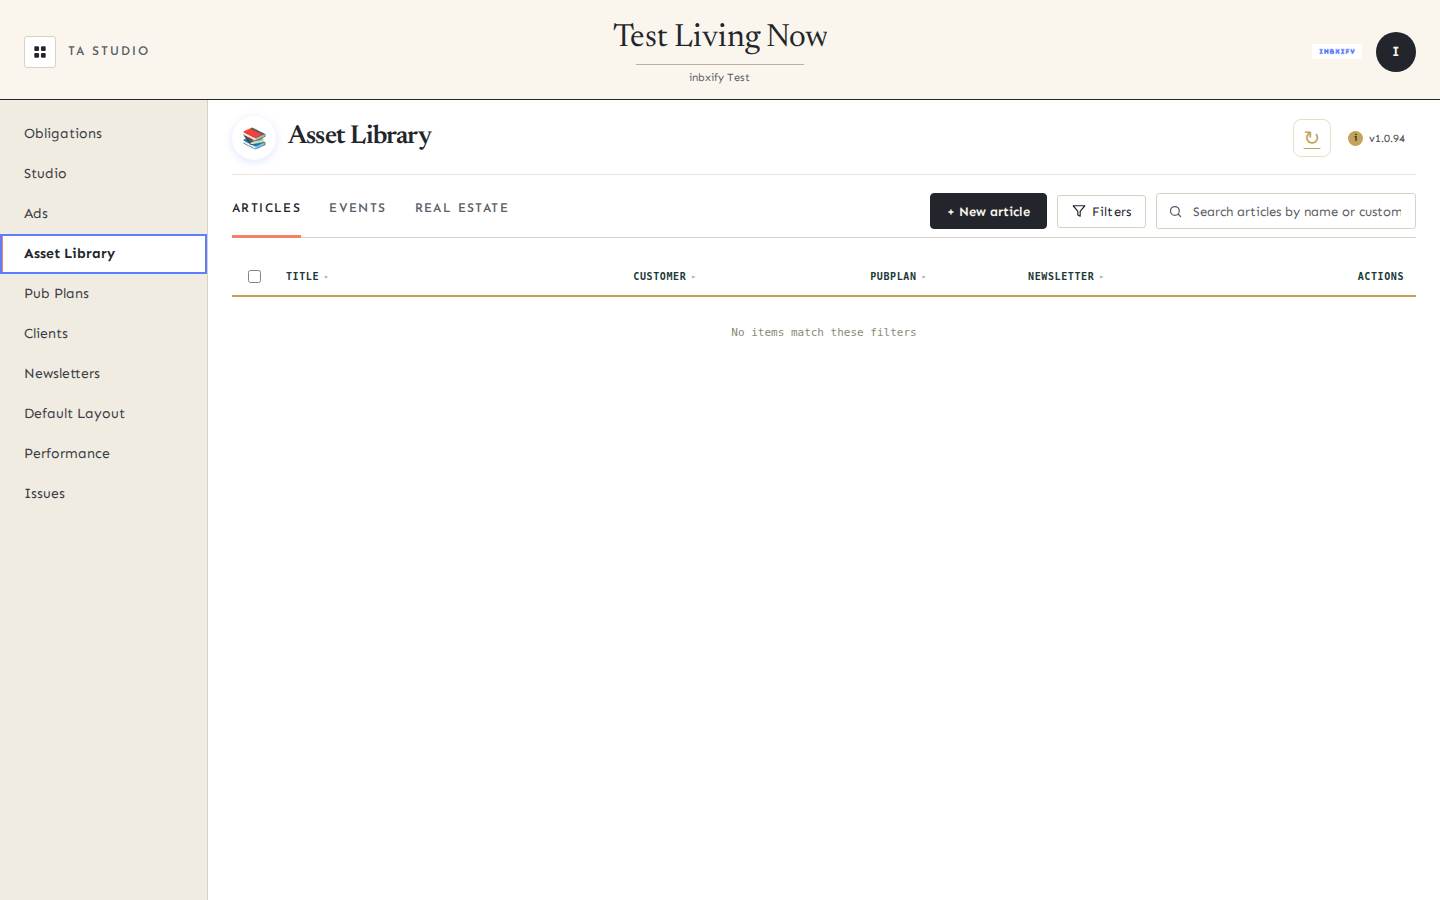 TA STUDIO
Test Living Now
inbxify Test
INBXIFY
I
Obligations
Studio
Ads
Asset Library
Pub Plans
Clients
Newsletters
Default Layout
Performance
Issues
Asset Library
↻
i v1.0.94
ARTICLES EVENTS REAL ESTATE
+ New article
Filters
Search articles by name or custom
TITLE CUSTOMER PUBPLAN NEWSLETTER ACTIONS
No items match these filters